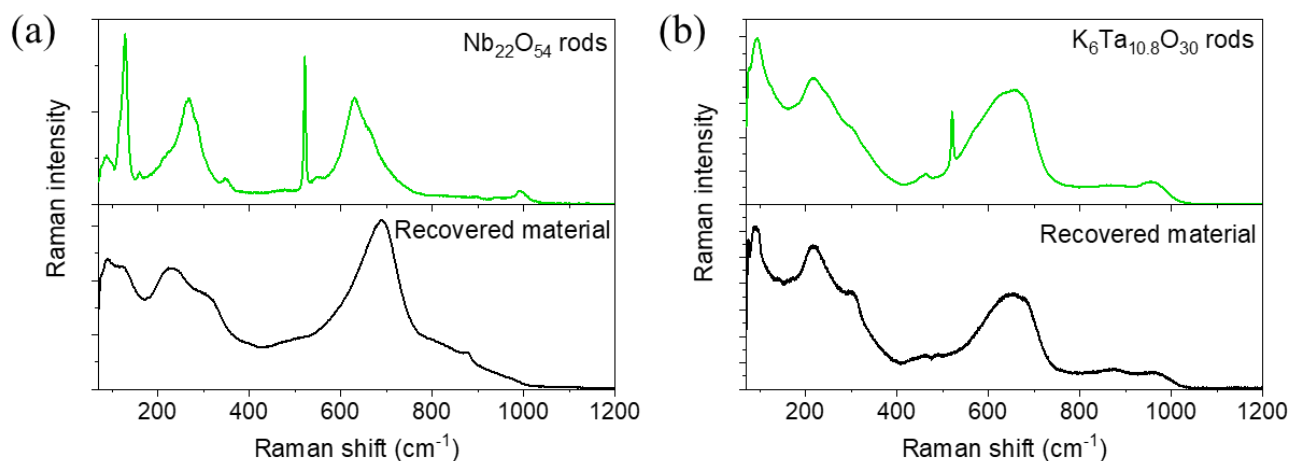 (a)
Nb₂₂O₅₄ rods
Recovered material
Raman intensity
200 400 600 800 1000 1200
Raman shift (cm⁻¹)
(b)
K₆Ta₁₀.₈O₃₀ rods
Recovered material
Raman intensity
200 400 600 800 1000 1200
Raman shift (cm⁻¹)